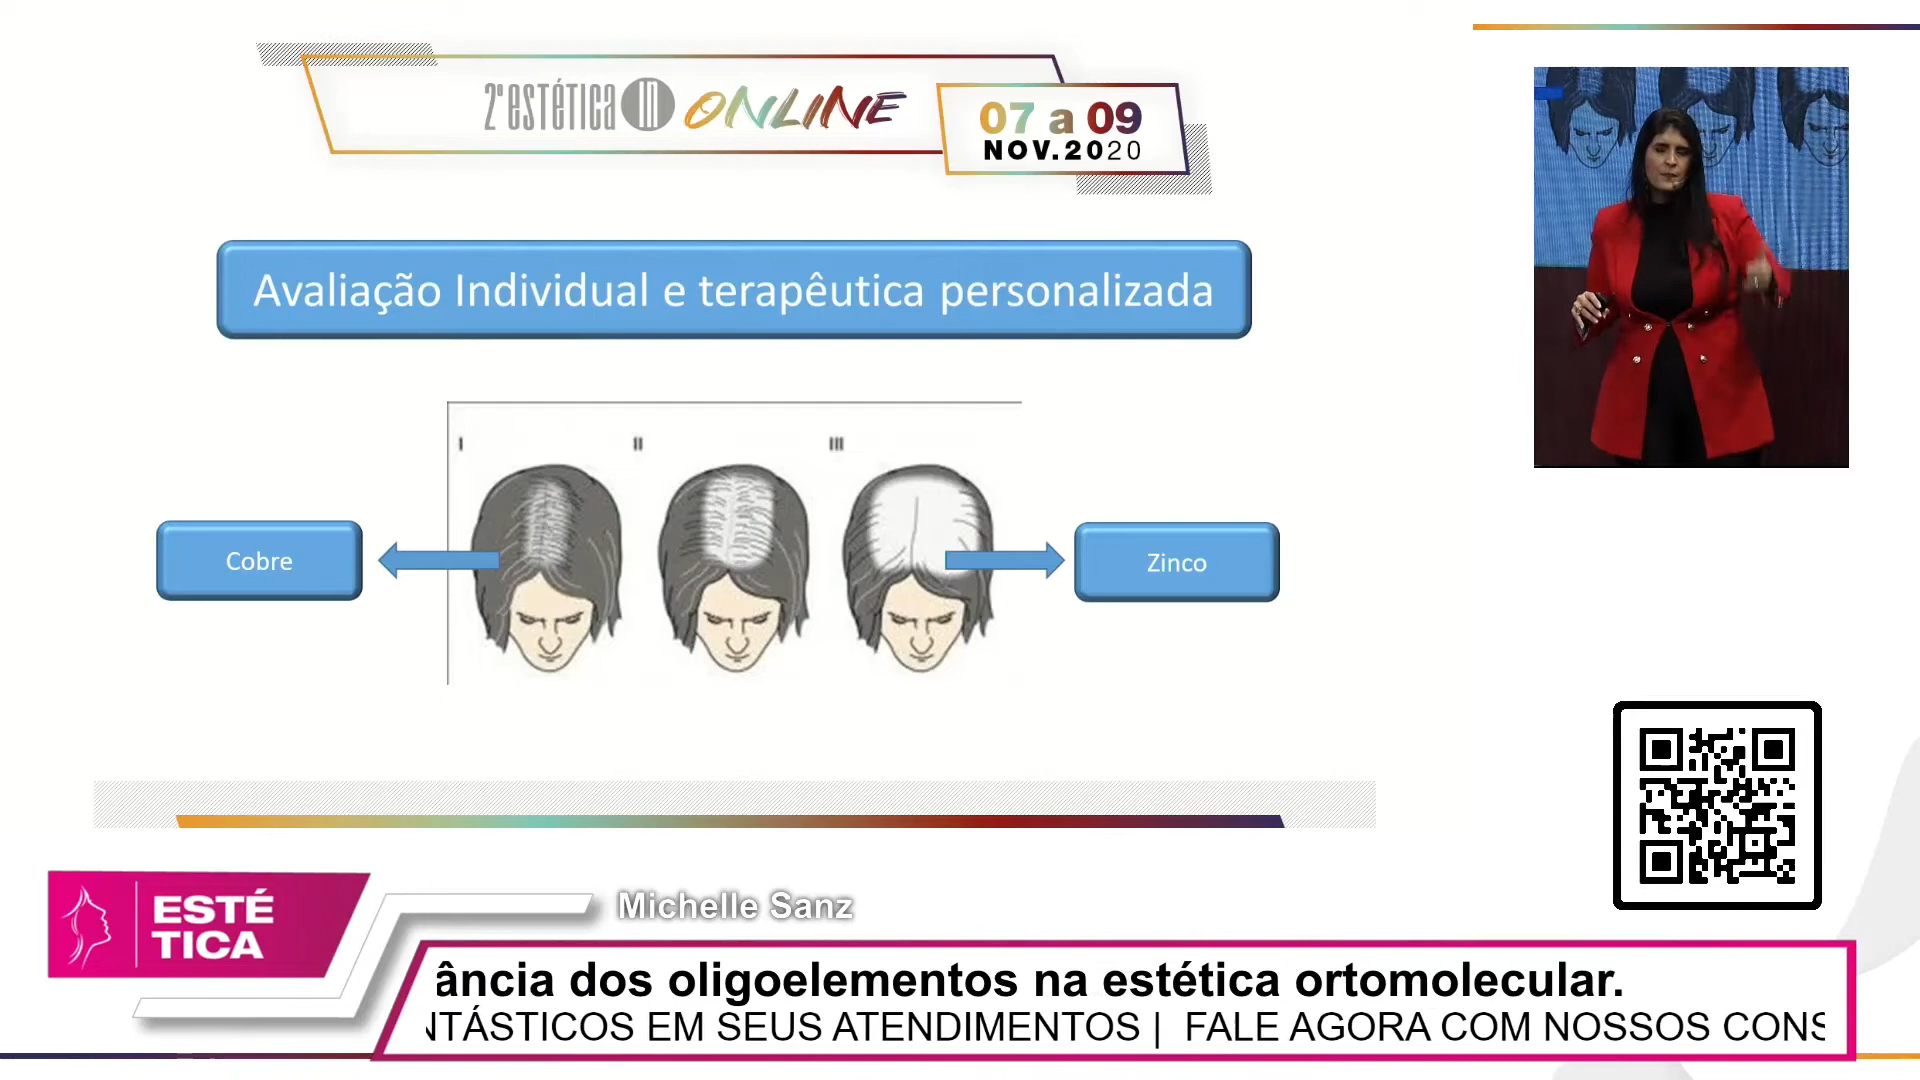 2ª estética IN ONLINE
07 a 09
NOV.2020
Avaliação Individual e terapêutica personalizada
I II III
Cobre
Zinco
ESTÉ
TICA
Michelle Sanz
ância dos oligoelementos na estética ortomolecular.
NTÁSTICOS EM SEUS ATENDIMENTOS | FALE AGORA COM NOSSOS CONS